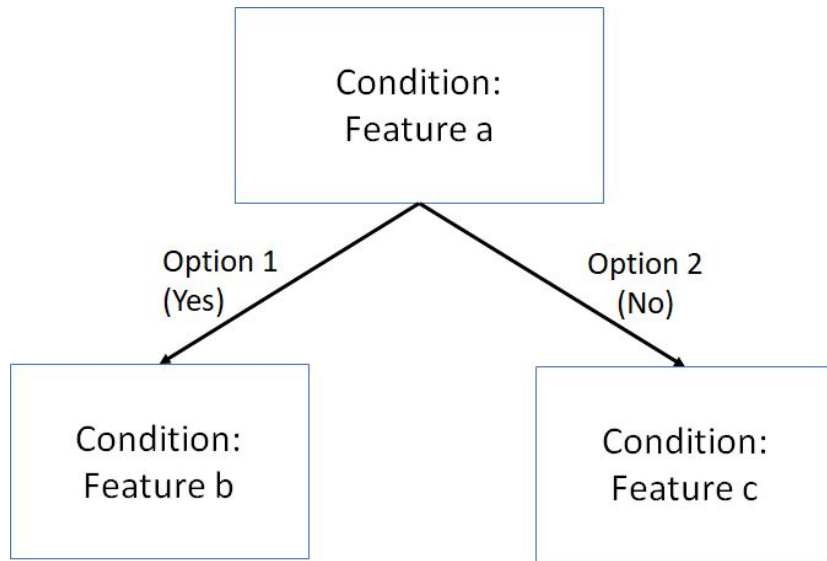 Condition:
Feature a
Option 1
(Yes)
Option 2
(No)
Condition:
Feature b
Condition:
Feature c